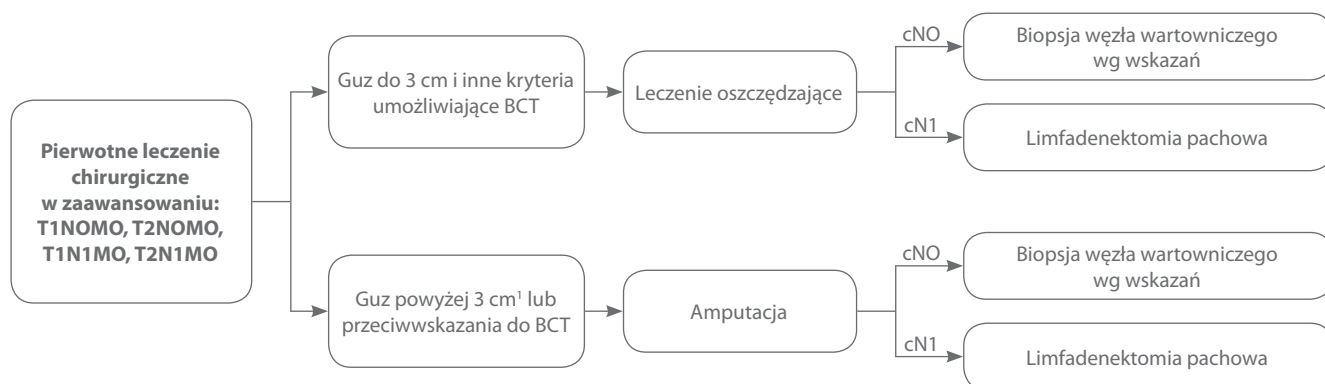 Pierwotne leczenie
chirurgiczne
w zaawansowaniu:
T1NOMO, T2NOMO,
T1N1MO, T2N1MO
Guz do 3 cm i inne kryteria
umożliwiające BCT
Leczenie oszczędzające
cNO
Biopsja węzła wartowniczego
wg wskazań
cN1
Limfadenektomia pachowa
Guz powyżej 3 cm¹ lub
przeciwwskazania do BCT
Amputacja
cNO
Biopsja węzła wartowniczego
wg wskazań
cN1
Limfadenektomia pachowa